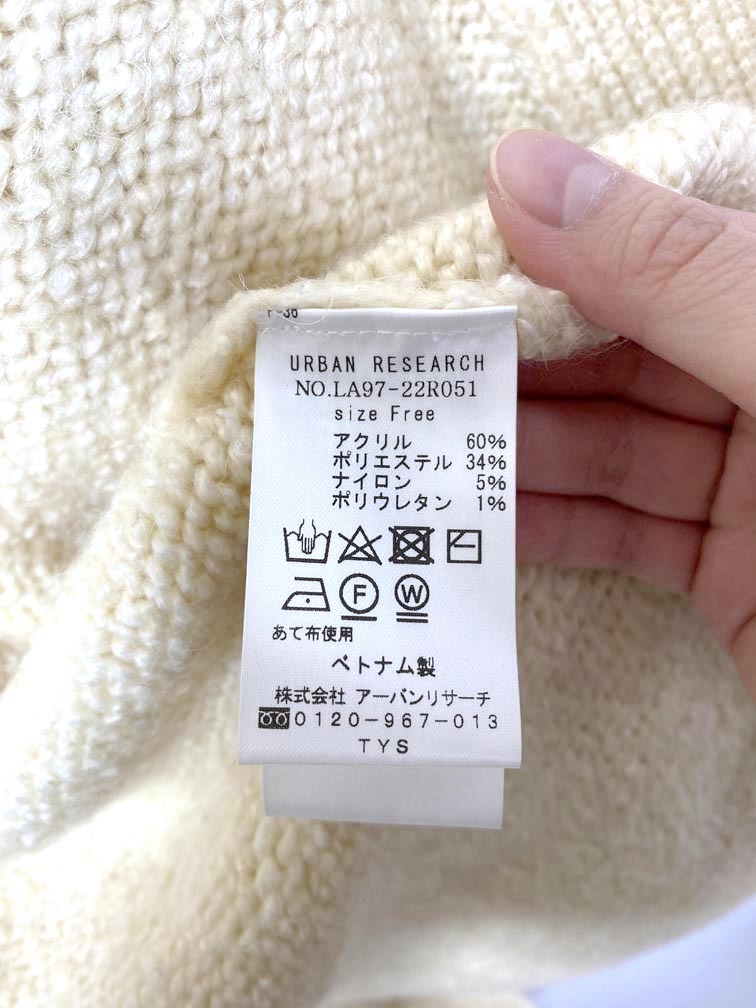 URBAN RESEARCH
NO.LA97-22R051
size Free
アクリル 60%
ポリエステル 34%
ナイロン 5%
ポリウレタン 1%
F W
あて布使用
ベトナム製
株式会社 アーバンリサーチ
0120-967-013
TYS